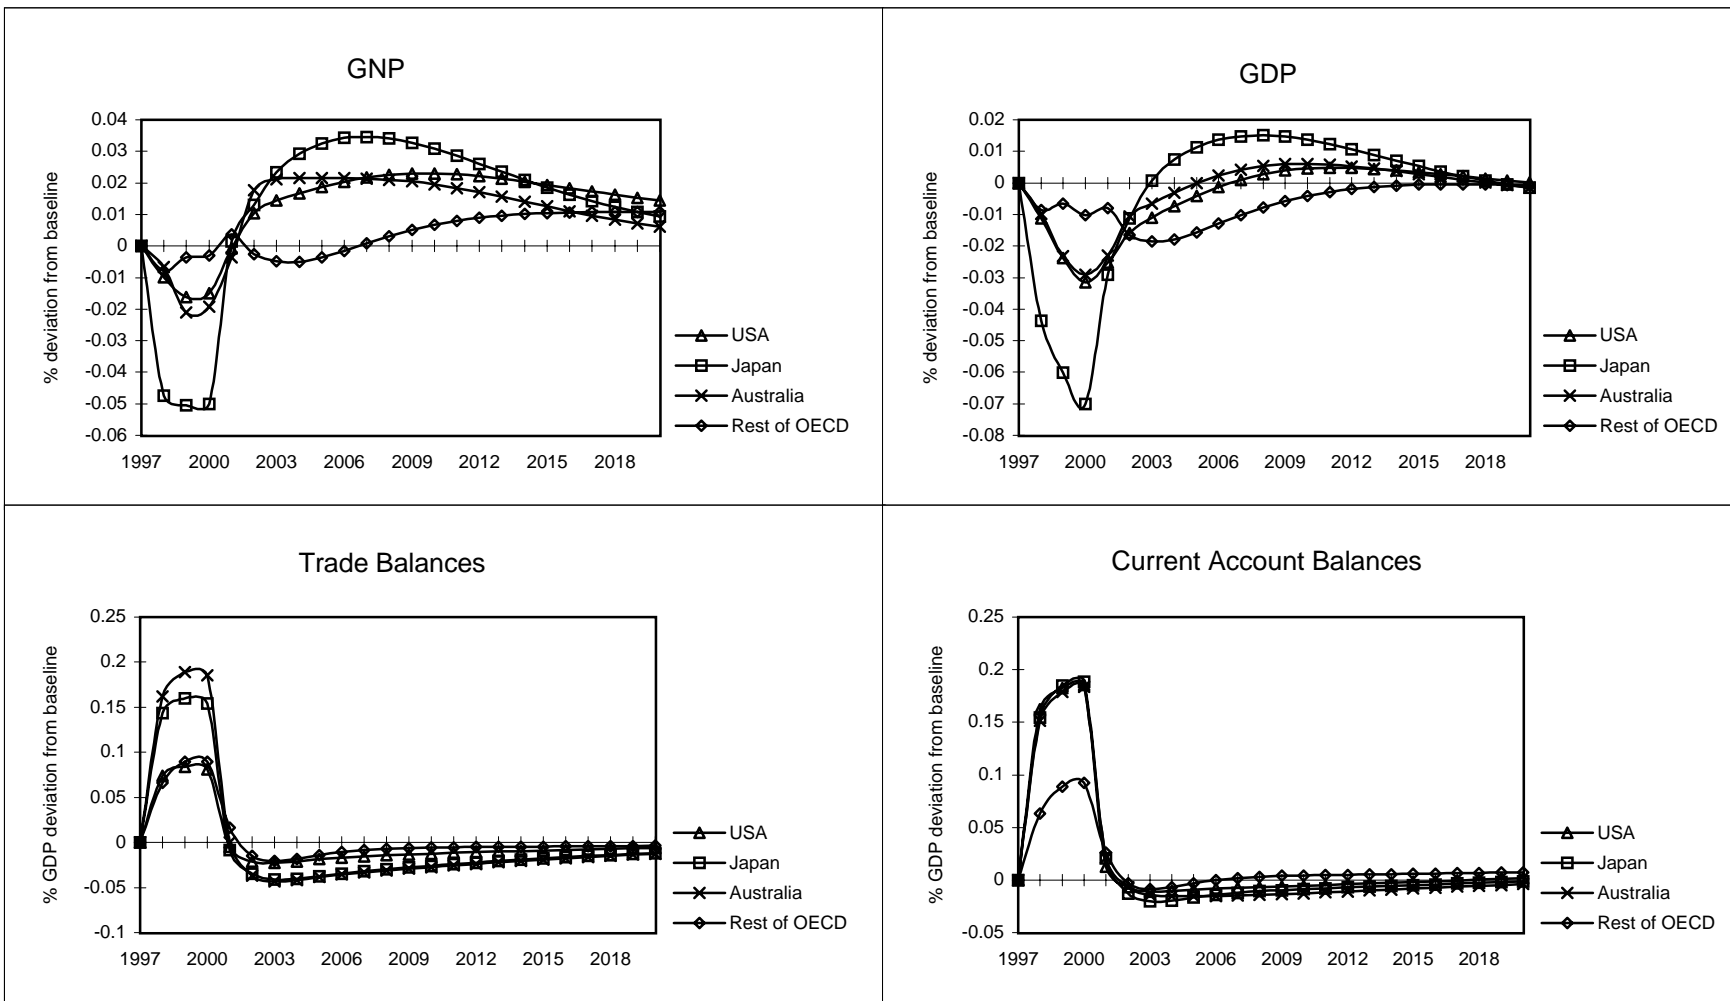 GNP
0.04
0.03
0.02
0.01
0
-0.01
-0.02
-0.03
-0.04
-0.05
-0.06
% deviation from baseline
1997 2000 2003 2006 2009 2012 2015 2018
USA
Japan
Australia
Rest of OECD
GDP
0.02
0.01
0
-0.01
-0.02
-0.03
-0.04
-0.05
-0.06
-0.07
-0.08
% deviation from baseline
1997 2000 2003 2006 2009 2012 2015 2018
USA
Japan
Australia
Rest of OECD
Trade Balances
0.25
0.2
0.15
0.1
0.05
0
-0.05
-0.1
% GDP deviation from baseline
1997 2000 2003 2006 2009 2012 2015 2018
USA
Japan
Australia
Rest of OECD
Current Account Balances
0.25
0.2
0.15
0.1
0.05
0
-0.05
% GDP deviation from baseline
1997 2000 2003 2006 2009 2012 2015 2018
USA
Japan
Australia
Rest of OECD